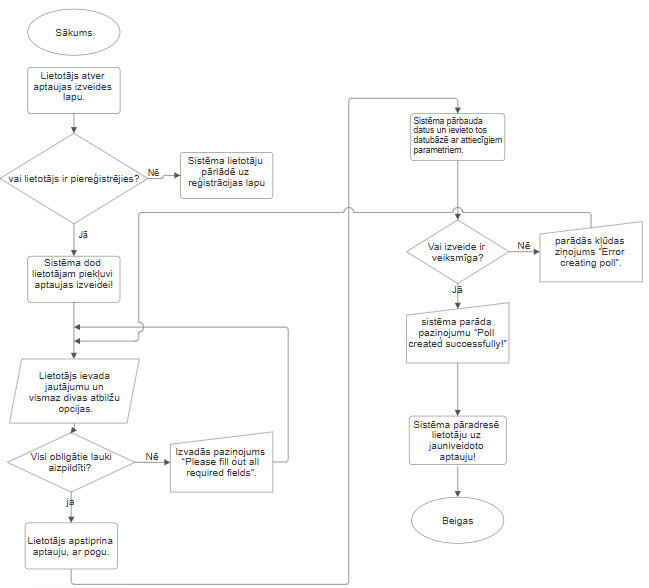 Sākums
Lietotājs atver
aptaujas izveides
lapu.
vai lietotājs ir piereģistrējies?
Nē
Sistēma lietotāju
pārlādē uz
reģistrācijas lapu
Jā
Sistēma dod
lietotājam piekļuvi
aptaujas izveidei!
Lietotājs ievada
jautājumu un
vismaz divas atbilžu
opcijas.
Visi obligātie lauki
aizpildīti?
Nē
Izvadās paziņojums
“Please fill out all
required fields”.
ja
Lietotājs apstiprina
aptauju, ar pogu.
Sistēma pārbauda
datus un ievieto tos
datubāzē ar attiecīgiem
parametriem.
Vai izveide ir
veiksmīga?
Nē
parādās kļūdas
ziņojums “Error
creating poll”.
Jā
sistēma parāda
paziņojumu “Poll
created successfully!”
Sistēma pāradresē
lietotāju uz
jauniveidoto
aptauju!
Beigas